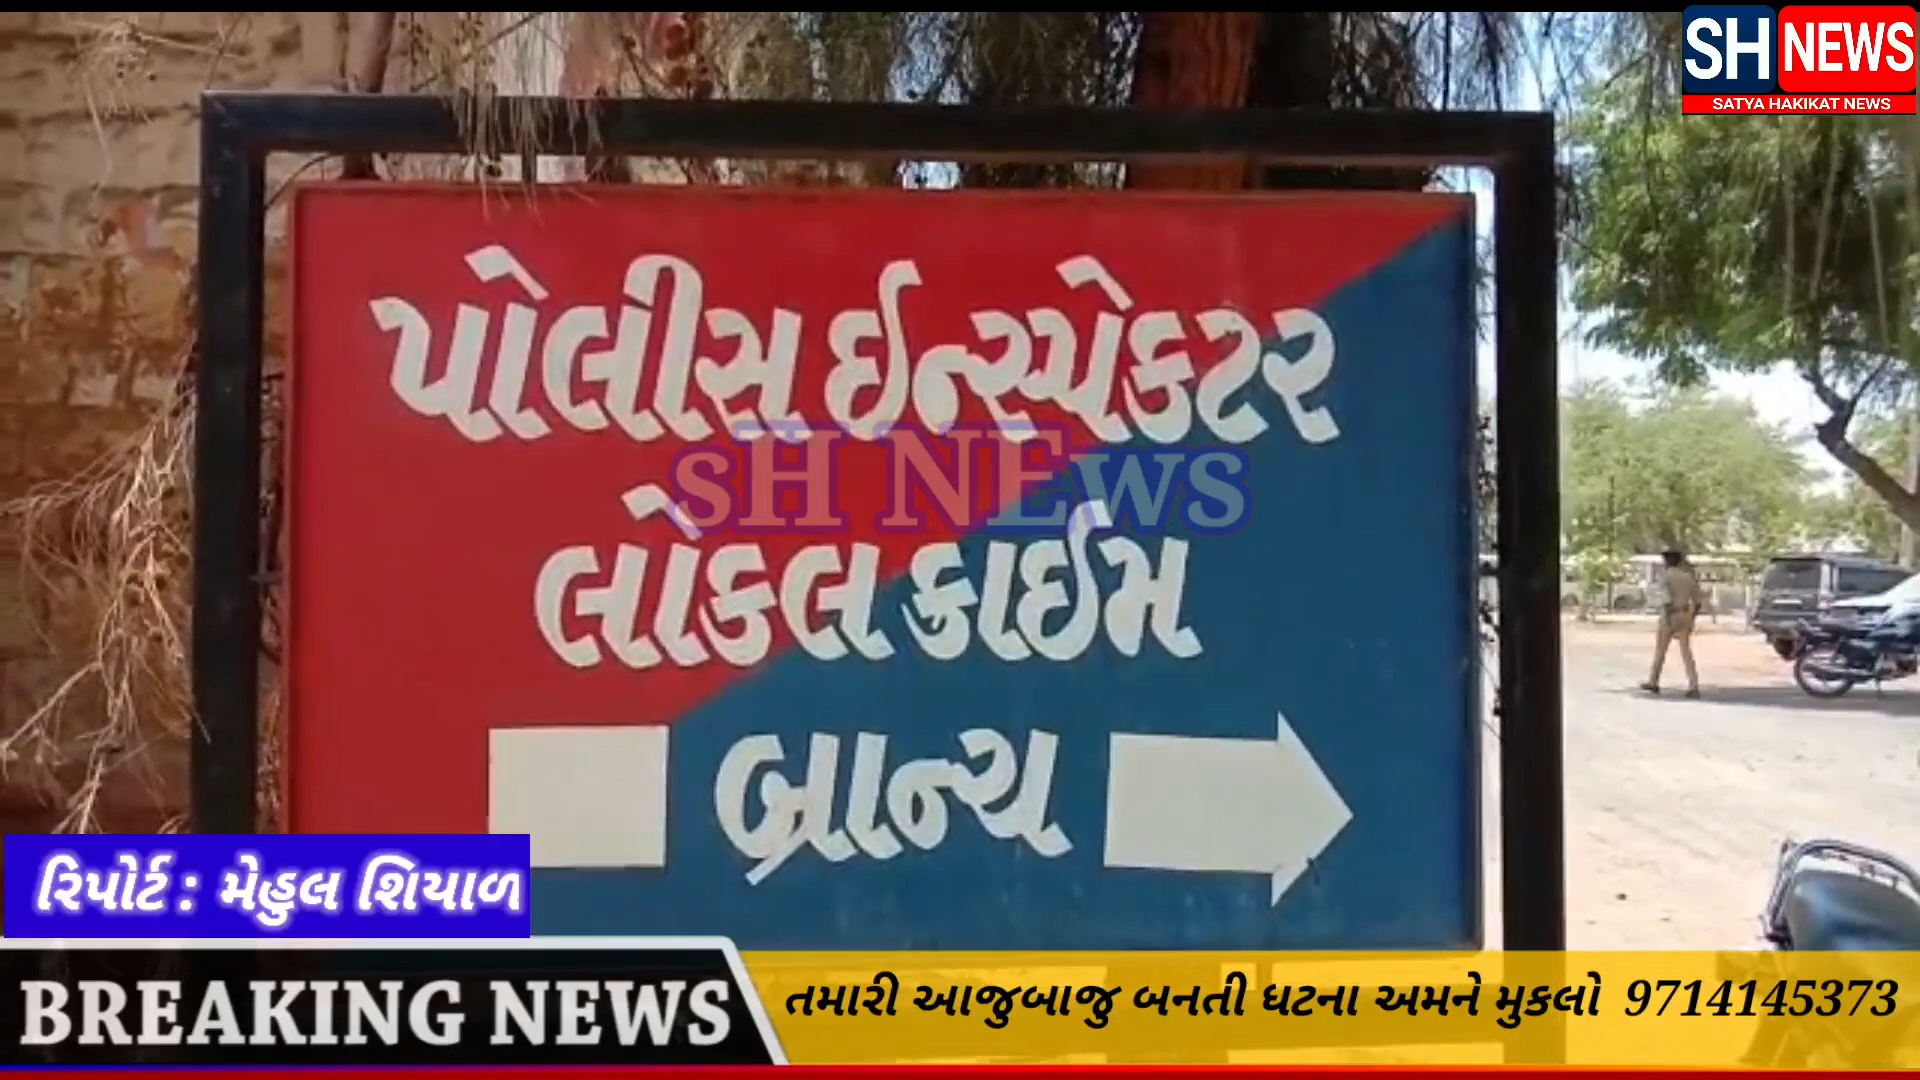 SH NEWS
SATYA HAKIKAT NEWS
પોલીસ ઈન્સ્પેકટર
SH NEWS
લોકલ ક્રાઈમ
બ્રાન્ચ
રિપોર્ટ : મેહુલ શિયાળ
BREAKING NEWS
તમારી આજુબાજુ બનતી ઘટના અમને મુકલો 9714145373